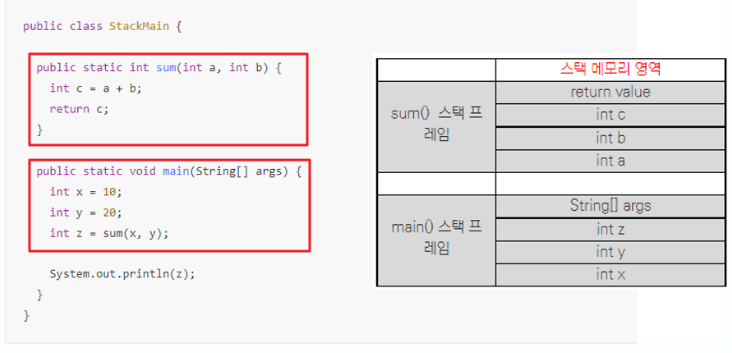 public class StackMain {
public static int sum(int a, int b) {
int c = a + b;
return c;
}
public static void main(String[] args) {
int x = 10;
int y = 20;
int z = sum(x, y);
System.out.println(z);
}
}
스택 메모리 영역
sum() 스택 프
레임
return value
int c
int b
int a
main() 스택 프
레임
String[] args
int z
int y
int x